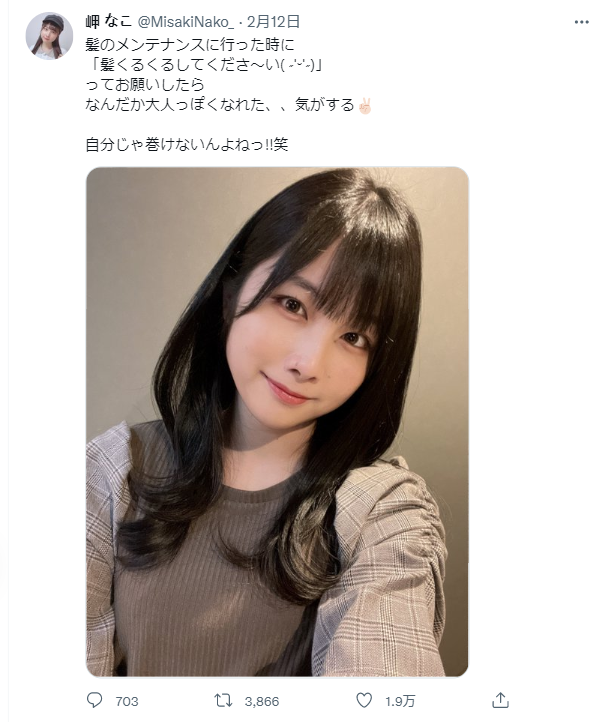 岬 なこ @MisakiNako_ · 2月12日
髪のメンテナンスに行った時に
「髪くるくるしてくださ〜い( ˶˙ᵕ˙˶)」
ってお願いしたら
なんだか大人っぽくなれた、、気がする✌🏻
自分じゃ巻けないんよねっ!!笑
703 3,866 1.9万